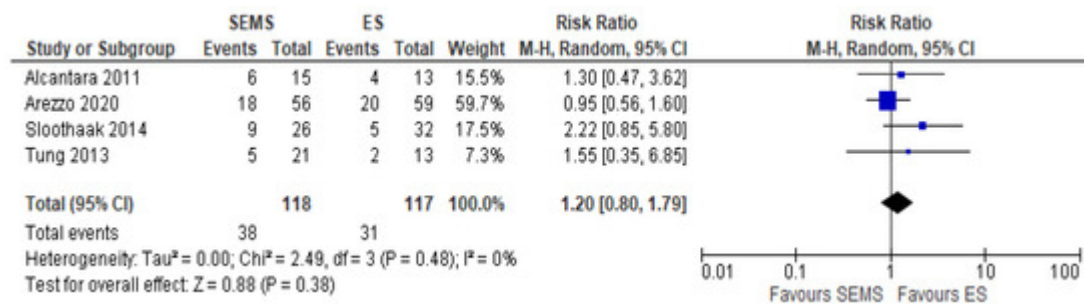 SEMS ES Risk Ratio Risk Ratio
Study or Subgroup Events Total Events Total Weight M-H, Random, 95% CI M-H, Random, 95% CI
Alcantara 2011 6 15 4 13 15.5% 1.30 [0.47, 3.62]
Arezzo 2020 18 56 20 59 59.7% 0.95 [0.56, 1.60]
Sloothaak 2014 9 26 5 32 17.5% 2.22 [0.85, 5.80]
Tung 2013 5 21 2 13 7.3% 1.55 [0.35, 6.85]
Total (95% CI) 118 117 100.0% 1.20 [0.80, 1.79]
Total events 38 31
Heterogeneity: Tau² = 0.00; Chi² = 2.49, df = 3 (P = 0.48); I² = 0%
Test for overall effect: Z = 0.88 (P = 0.38)
0.01 0.1 1 10 100
Favours SEMS Favours ES